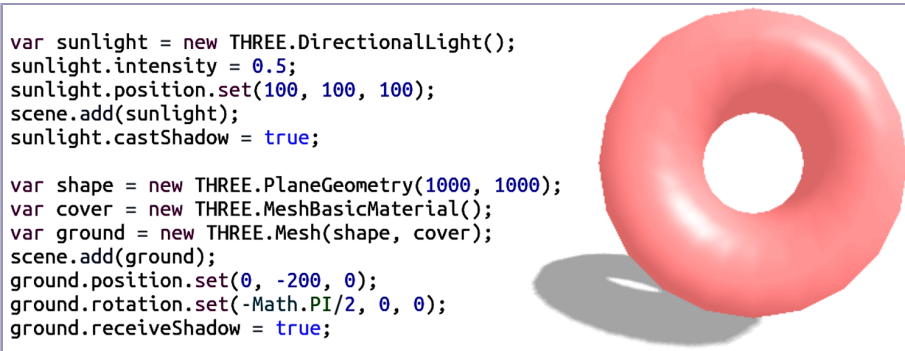 var sunlight = new THREE.DirectionalLight();
sunlight.intensity = 0.5;
sunlight.position.set(100, 100, 100);
scene.add(sunlight);
sunlight.castShadow = true;
var shape = new THREE.PlaneGeometry(1000, 1000);
var cover = new THREE.MeshBasicMaterial();
var ground = new THREE.Mesh(shape, cover);
scene.add(ground);
ground.position.set(0, -200, 0);
ground.rotation.set(-Math.PI/2, 0, 0);
ground.receiveShadow = true;